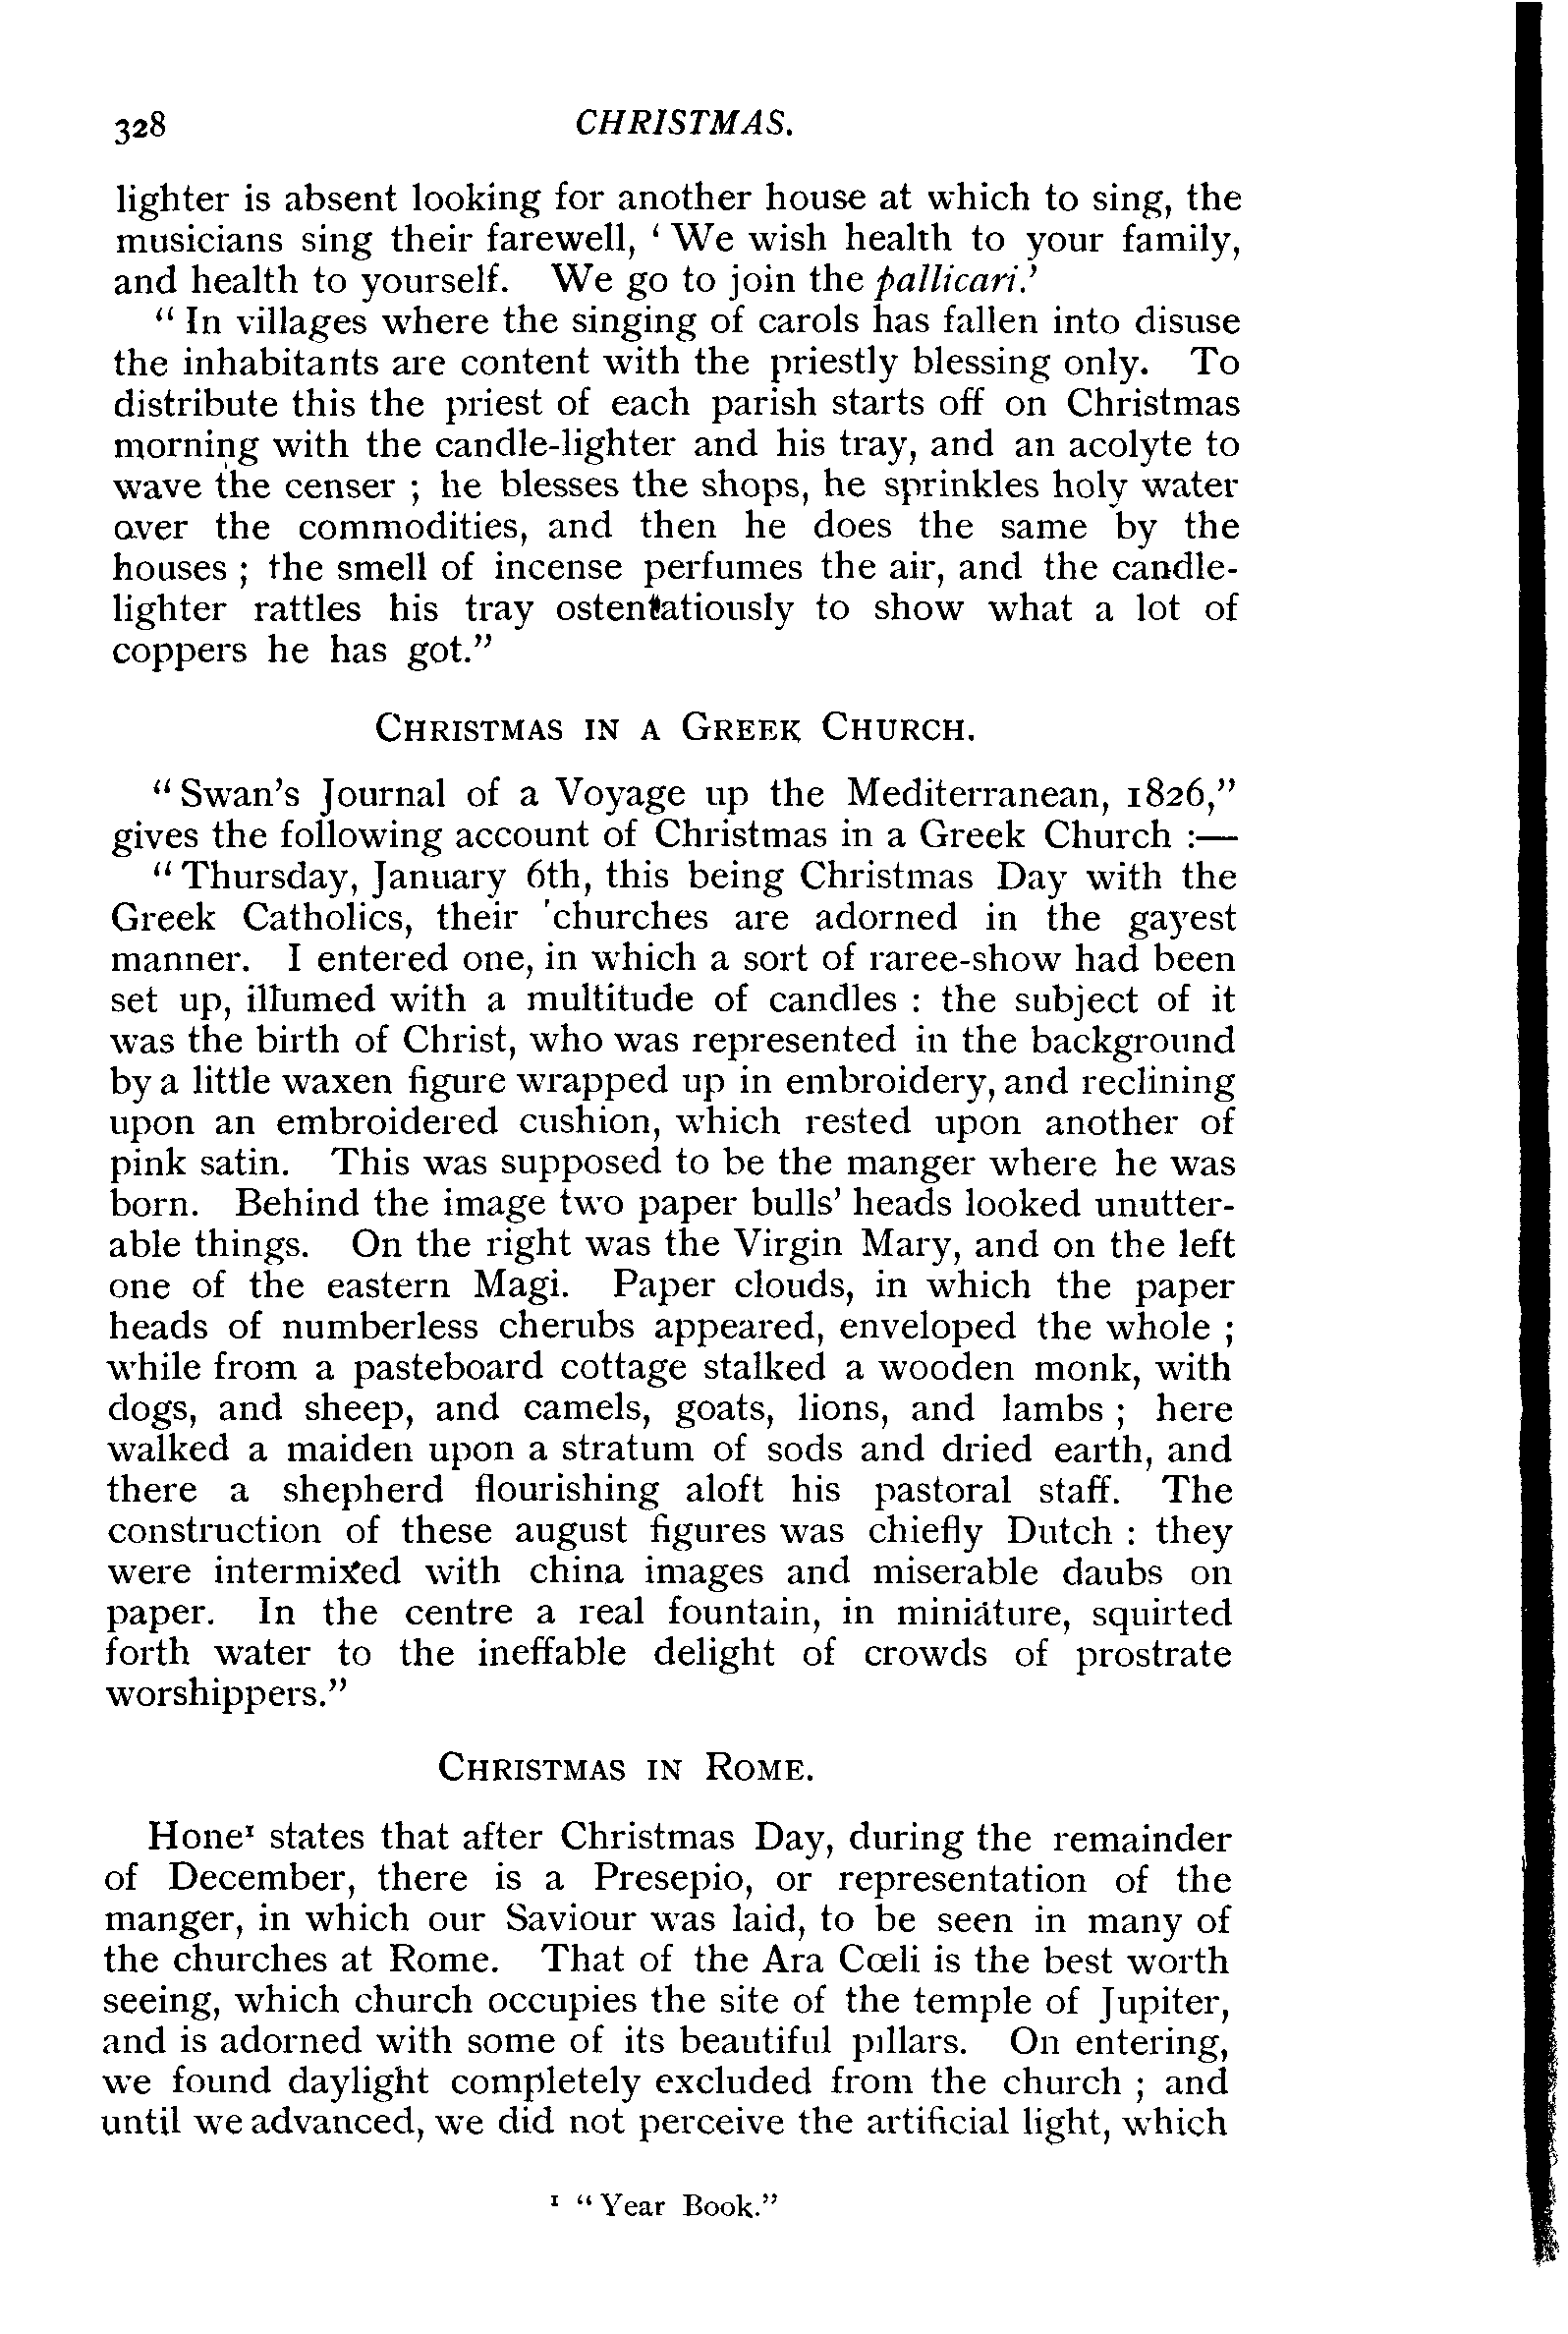 328 CHRISTMAS.
lighter is absent looking for another house at which to sing, the
musicians sing their farewell, ‘ We wish health to your family,
and health to yourself. We go to join the pallicari.’
“ In villages where the singing of carols has fallen into disuse
the inhabitants are content with the priestly blessing only. To
distribute this the priest of each parish starts off on Christmas
morning with the candle-lighter and his tray, and an acolyte to
wave the censer ; he blesses the shops, he sprinkles holy water
over the commodities, and then he does the same by the
houses ; the smell of incense perfumes the air, and the candle-
lighter rattles his tray ostentatiously to show what a lot of
coppers he has got.”
CHRISTMAS IN A GREEK CHURCH.
“ Swan’s Journal of a Voyage up the Mediterranean, 1826,”
gives the following account of Christmas in a Greek Church :—
“ Thursday, January 6th, this being Christmas Day with the
Greek Catholics, their churches are adorned in the gayest
manner. I entered one, in which a sort of raree-show had been
set up, illumed with a multitude of candles : the subject of it
was the birth of Christ, who was represented in the background
by a little waxen figure wrapped up in embroidery, and reclining
upon an embroidered cushion, which rested upon another of
pink satin. This was supposed to be the manger where he was
born. Behind the image two paper bulls’ heads looked unutter-
able things. On the right was the Virgin Mary, and on the left
one of the eastern Magi. Paper clouds, in which the paper
heads of numberless cherubs appeared, enveloped the whole ;
while from a pasteboard cottage stalked a wooden monk, with
dogs, and sheep, and camels, goats, lions, and lambs ; here
walked a maiden upon a stratum of sods and dried earth, and
there a shepherd flourishing aloft his pastoral staff. The
construction of these august figures was chiefly Dutch : they
were intermixed with china images and miserable daubs on
paper. In the centre a real fountain, in miniature, squirted
forth water to the ineffable delight of crowds of prostrate
worshippers.”
CHRISTMAS IN ROME.
Hone¹ states that after Christmas Day, during the remainder
of December, there is a Presepio, or representation of the
manger, in which our Saviour was laid, to be seen in many of
the churches at Rome. That of the Ara Cœli is the best worth
seeing, which church occupies the site of the temple of Jupiter,
and is adorned with some of its beautiful pillars. On entering,
we found daylight completely excluded from the church ; and
until we advanced, we did not perceive the artificial light, which
¹ “ Year Book.”